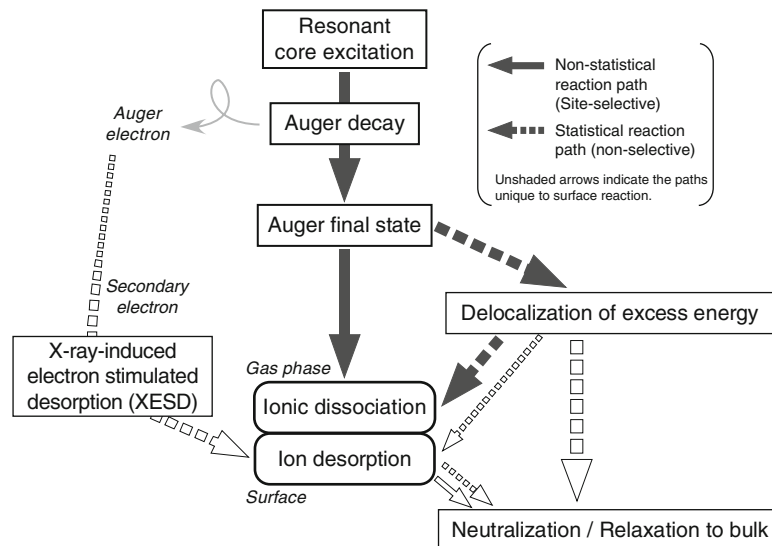 Resonant
core excitation
Non-statistical
reaction path
(Site-selective)
Statistical reaction
path (non-selective)
Unshaded arrows indicate the paths
unique to surface reaction.
Auger
electron
Auger decay
Auger final state
Secondary
electron
Delocalization of excess energy
X-ray-induced
electron stimulated
desorption (XESD)
Gas phase
Ionic dissociation
Ion desorption
Surface
Neutralization / Relaxation to bulk